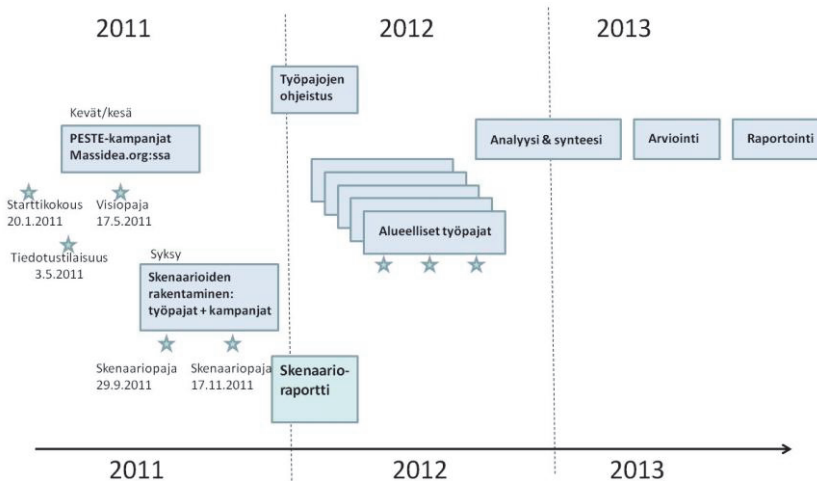 2011
2012
2013
Työpajojen
ohjeistus
Kevät/kesä
PESTE-kampanjat
Massidea.org:ssa
Analyysi & synteesi
Arviointi
Raportointi
Starttikokous
20.1.2011
Visiopaja
17.5.2011
Tiedotustilaisuus
3.5.2011
Alueelliset työpajat
Syksy
Skenaarioiden
rakentaminen:
työpajat + kampanjat
Skenaariopaja
29.9.2011
Skenaariopaja
17.11.2011
Skenaario-
raportti
2011
2012
2013